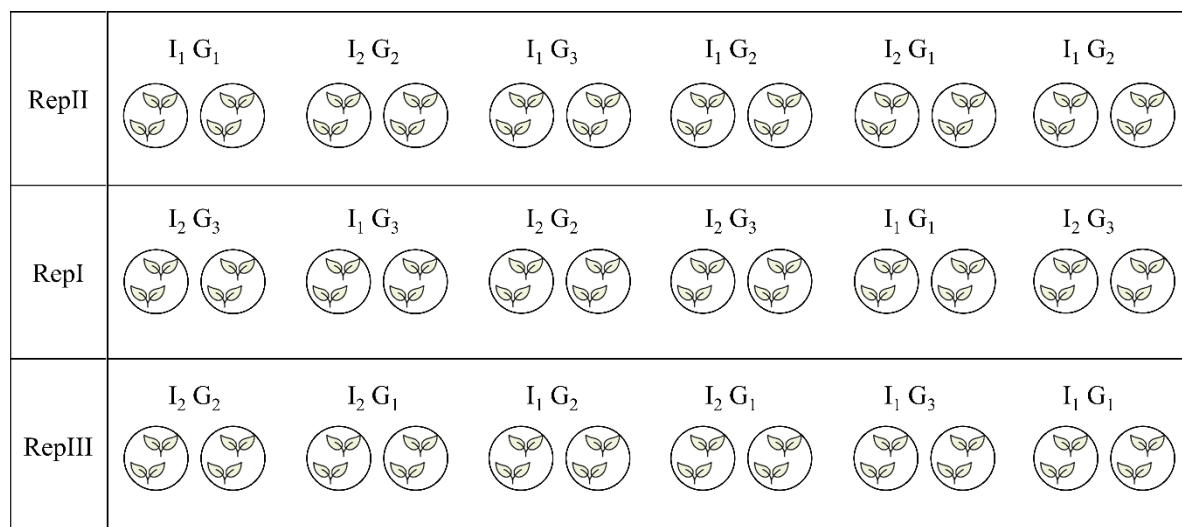 I₁ G₁ I₂ G₂ I₁ G₃ I₁ G₂ I₂ G₁ I₁ G₂
RepII
I₂ G₃ I₁ G₃ I₂ G₂ I₂ G₃ I₁ G₁ I₂ G₃
RepI
I₂ G₂ I₂ G₁ I₁ G₂ I₂ G₁ I₁ G₃ I₁ G₁
RepIII